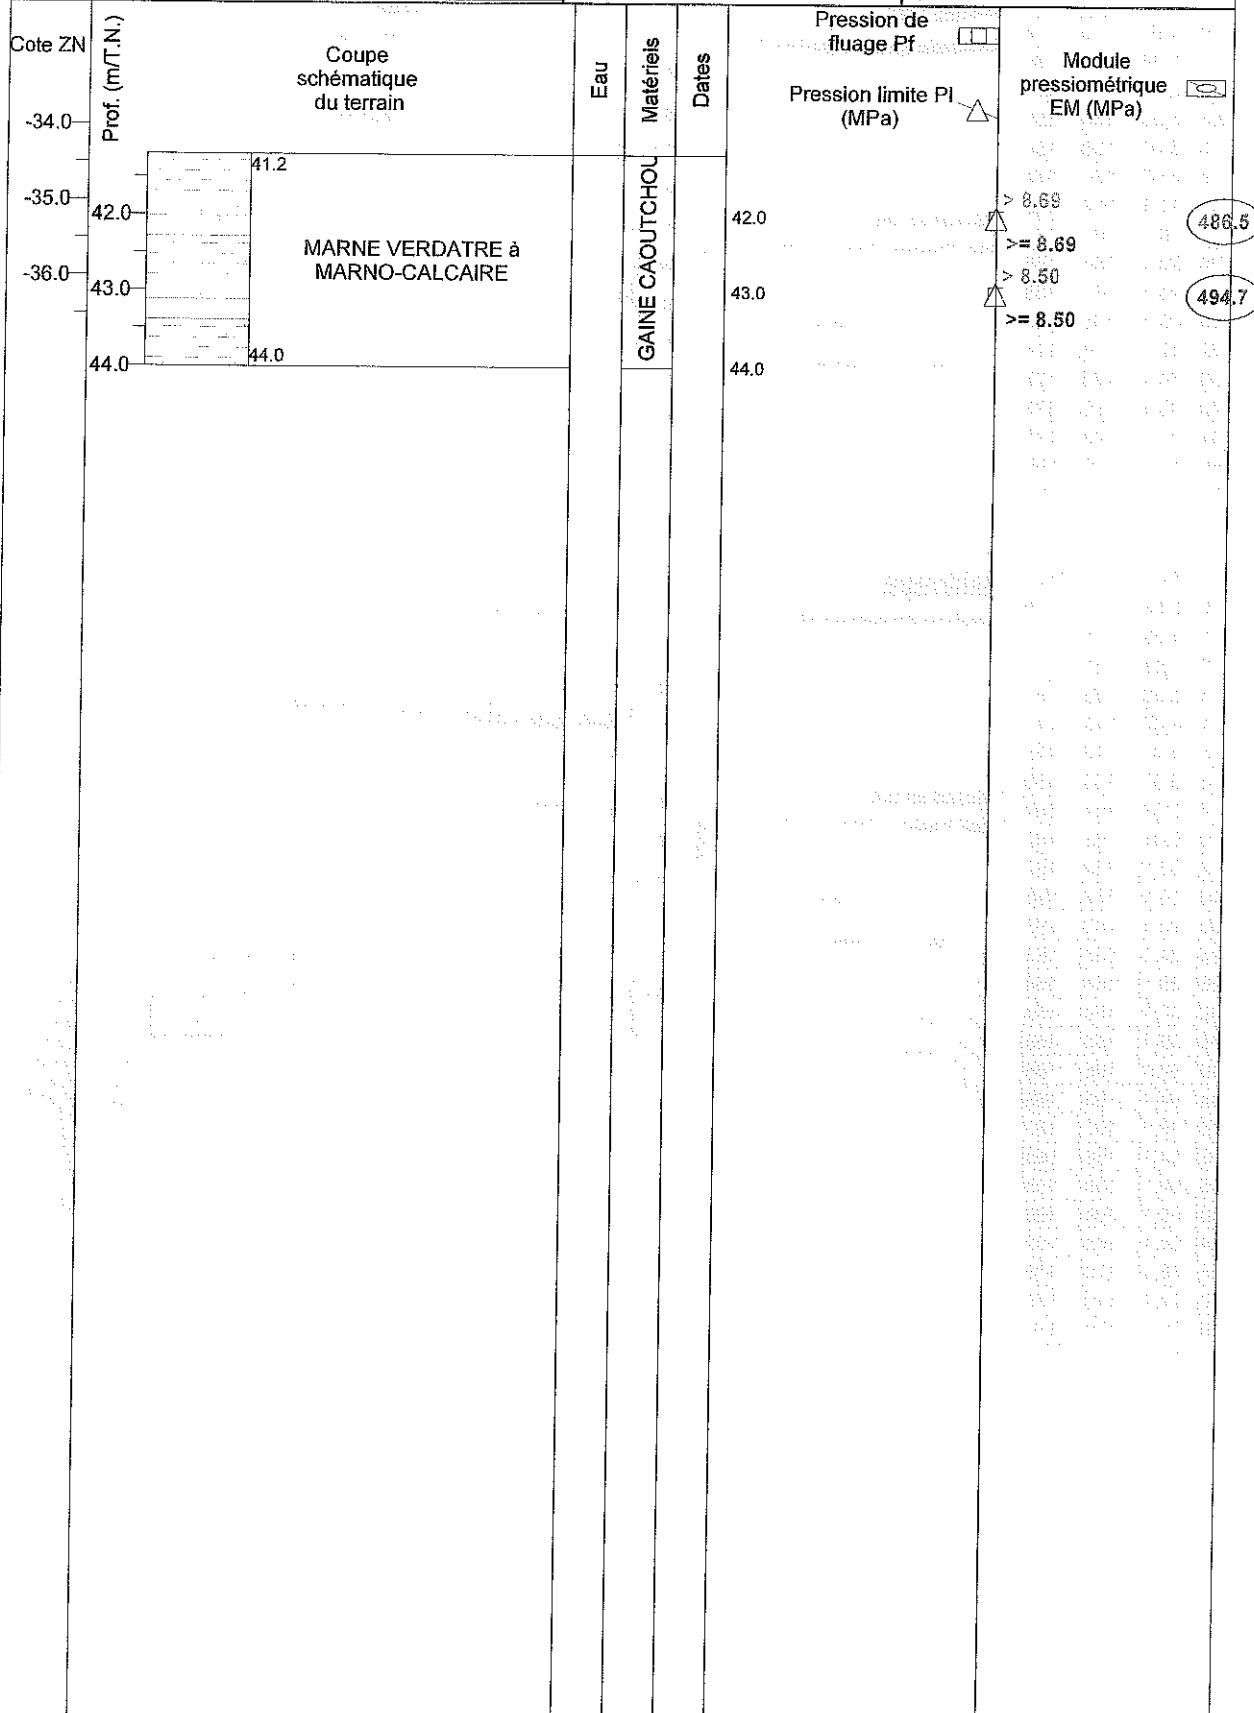 Cote ZN
Prof. (m/T.N.)
Coupe
schématique
du terrain
Eau
Matériels
Dates
Pression de
fluage Pf
Pression limite Pl
(MPa)
Module
pressiométrique
EM (MPa)
-34.0
-35.0
-36.0
42.0
43.0
44.0
41.2
MARNE VERDATRE à
MARNO-CALCAIRE
44.0
GAINE CAOUTCHOU
42.0
43.0
44.0
> 8.69
>= 8.69
486.5
> 8.50
>= 8.50
494.7